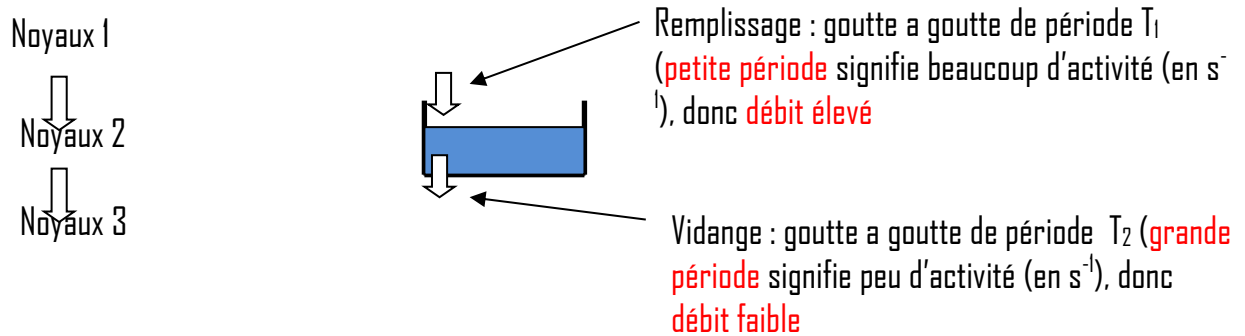 Noyaux 1
Noyaux 2
Noyaux 3
Remplissage : goutte a goutte de période T₁
(petite période signifie beaucoup d'activité (en s⁻
¹), donc débit élevé
Vidange : goutte a goutte de période T₂ (grande
période signifie peu d'activité (en s⁻¹), donc
débit faible